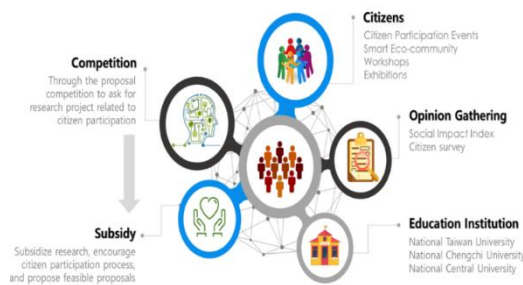 Citizens
Citizen Participation Events
Smart Eco-community
Workshops
Exhibitions
Competition
Through the proposal
competition to ask for
research project related to
citizen participation
Opinion Gathering
Social Impact Index
Citizen survey
Subsidy
Subsidize research, encourage
citizen participation process,
and propose feasible proposals
Education Institution
National Taiwan University
National Chengchi University
National Central University